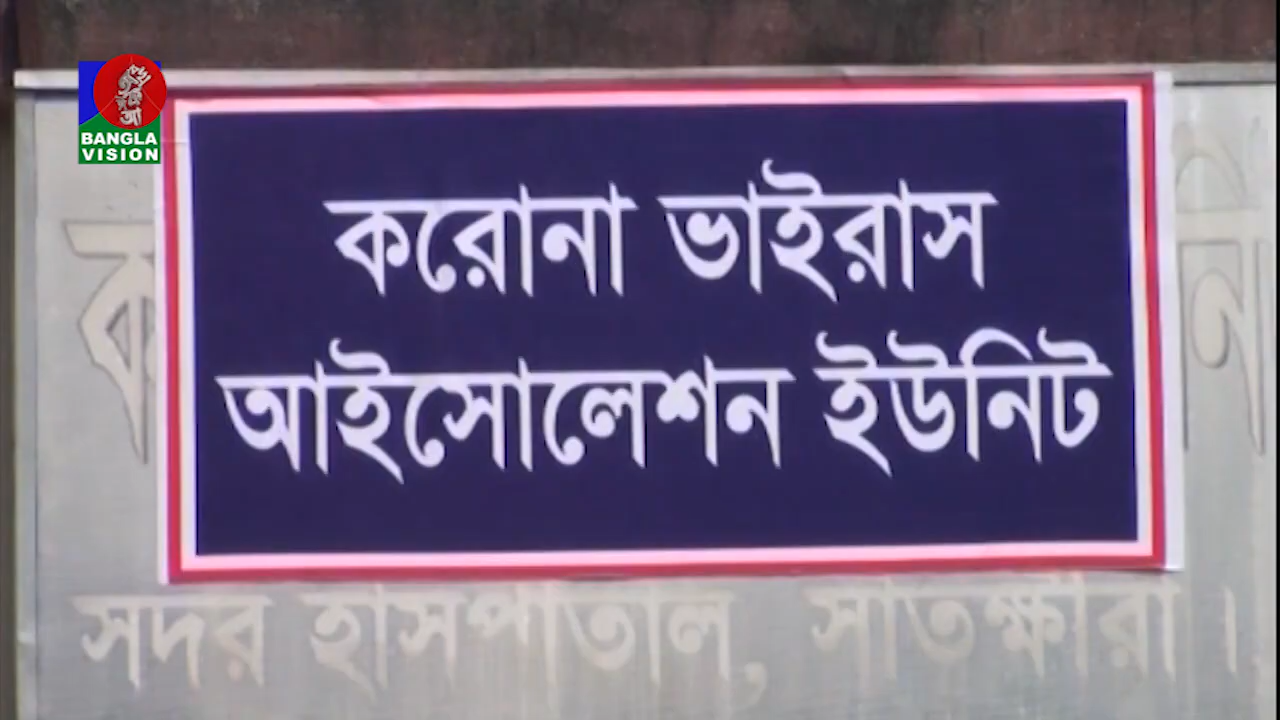 BANGLA
VISION
করোনা ভাইরাস
আইসোলেশন ইউনিট
সদর হাসপাতাল, সাতক্ষীরা।